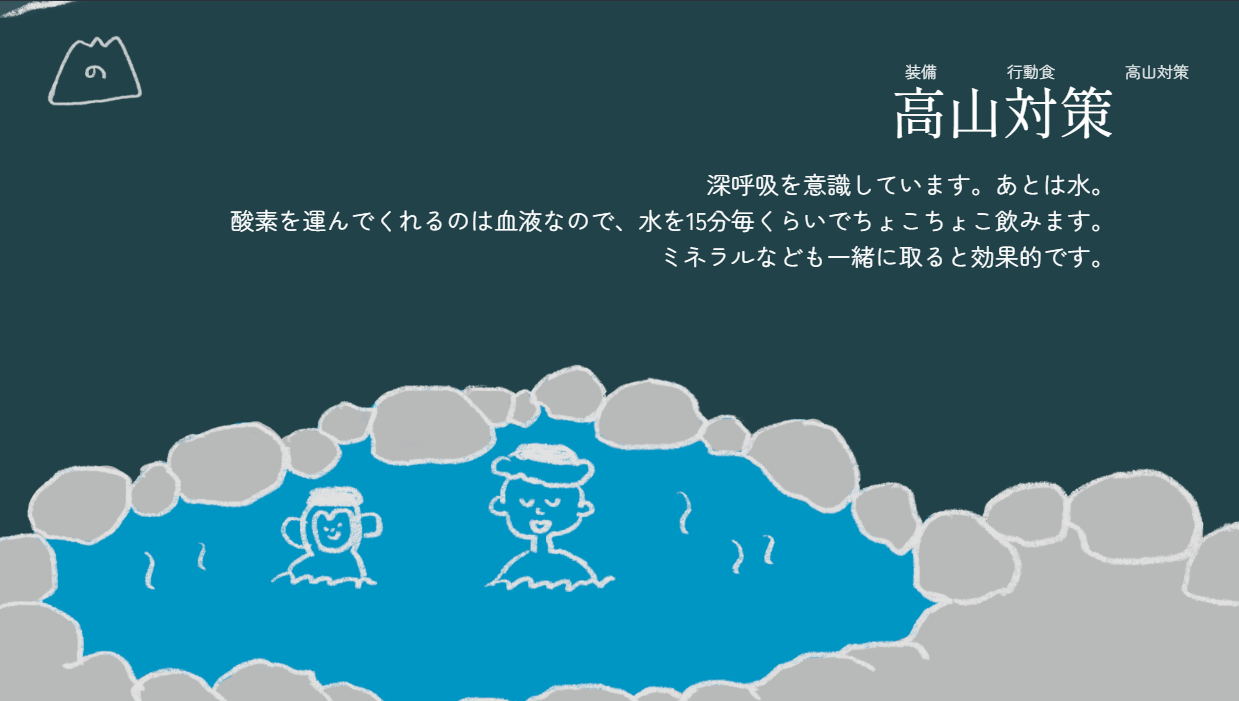 の
装備 行動食 高山対策
高山対策
深呼吸を意識しています。あとは水。
酸素を運んでくれるのは血液なので、水を15分毎くらいでちょこちょこ飲みます。
ミネラルなども一緒に取ると効果的です。